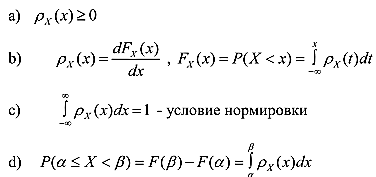 a) ρ_X(x) ≥ 0
b) ρ_X(x) = dF_X(x)/dx , F_X(x) = P(X < x) = ∫_{-∞}^{x} ρ_X(t)dt
c) ∫_{-∞}^{∞} ρ_X(x)dx = 1 - условие нормировки
d) P(α ≤ X < β) = F(β) − F(α) = ∫_{α}^{β} ρ_X(x)dx